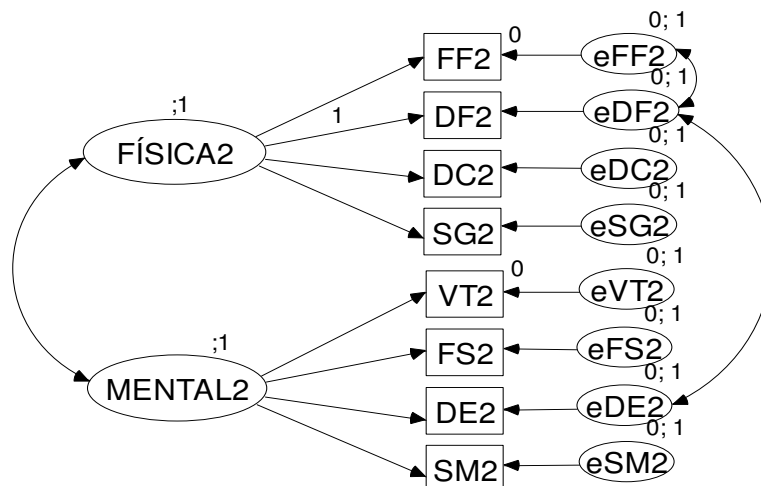 0; 1
0
FF2
eFF2
0; 1
;1
1
DF2
eDF2
0; 1
FÍSICA2
DC2
eDC2
0; 1
SG2
eSG2
0; 1
0
VT2
eVT2
0; 1
;1
FS2
eFS2
0; 1
MENTAL2
DE2
eDE2
0; 1
SM2
eSM2